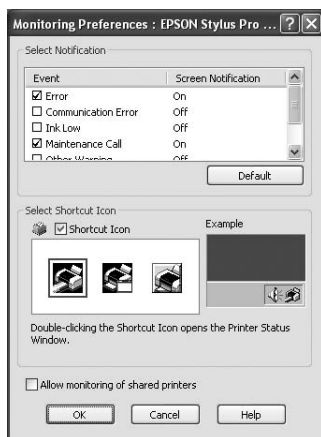 Monitoring Preferences : EPSON Stylus Pro ...
Select Notification
Event Screen Notification
Error On
Communication Error Off
Ink Low Off
Maintenance Call On
Other Warning Off
Default
Select Shortcut Icon
Shortcut Icon
Example
Double-clicking the Shortcut Icon opens the Printer Status
Window.
Allow monitoring of shared printers
OK Cancel Help